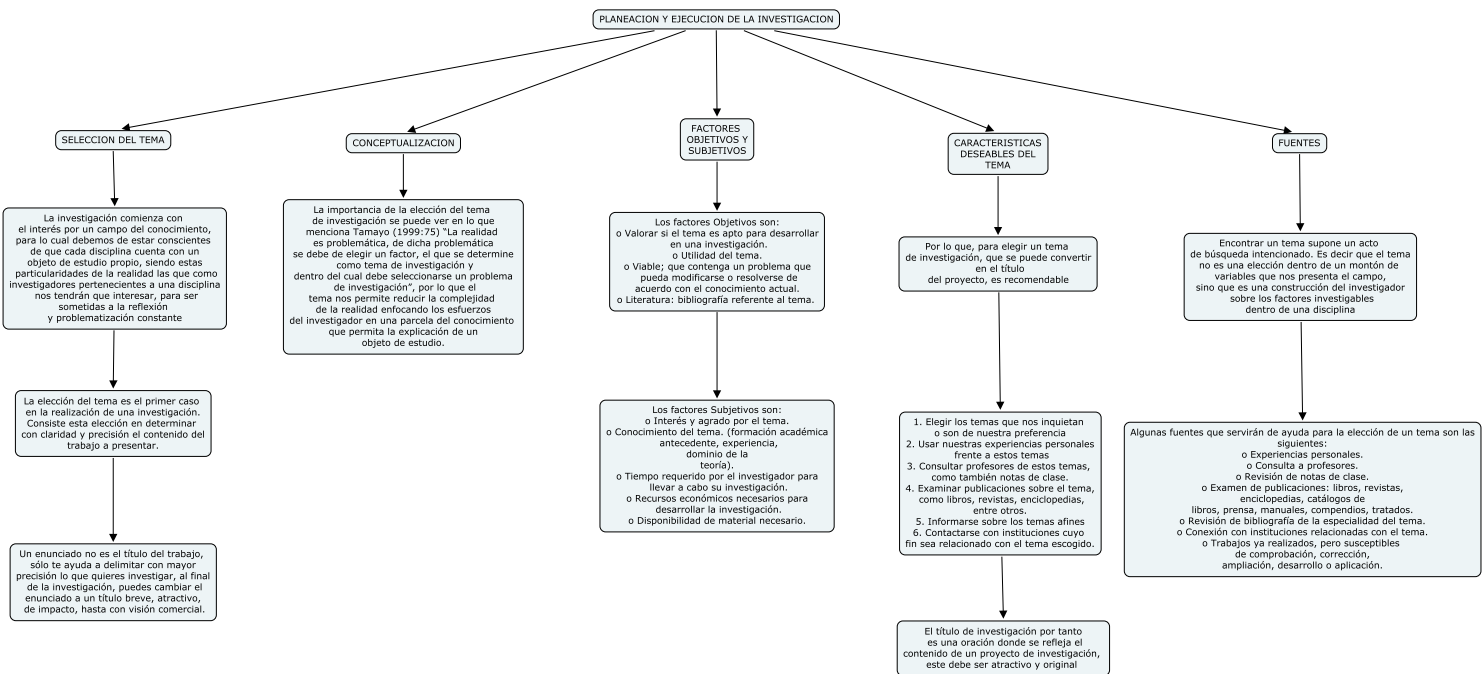 PLANEACION Y EJECUCION DE LA INVESTIGACION
SELECCION DEL TEMA
La investigación comienza con
el interés por un campo del conocimiento,
para lo cual debemos de estar conscientes
de que cada disciplina cuenta con un
objeto de estudio propio, siendo estas
particularidades de la realidad las que como
investigadores pertenecientes a una disciplina
nos tendrán que interesar, para ser
sometidas a la reflexión
y problematización constante
La elección del tema es el primer caso
en la realización de una investigación.
Consiste esta elección en determinar
con claridad y precisión el contenido del
trabajo a presentar.
Un enunciado no es el título del trabajo,
sólo te ayuda a delimitar con mayor
precisión lo que quieres investigar, al final
de la investigación, puedes cambiar el
enunciado a un título breve, atractivo,
de impacto, hasta con visión comercial.
CONCEPTUALIZACION
La importancia de la elección del tema
de investigación se puede ver en lo que
menciona Tamayo (1999:75) “La realidad
es problemática, de dicha problemática
se debe de elegir un factor, el que se determine
como tema de investigación y
dentro del cual debe seleccionarse un problema
de investigación”, por lo que el
tema nos permite reducir la complejidad
de la realidad enfocando los esfuerzos
del investigador en una parcela del conocimiento
que permita la explicación de un
objeto de estudio.
FACTORES
OBJETIVOS Y
SUBJETIVOS
Los factores Objetivos son:
o Valorar si el tema es apto para desarrollar
en una investigación.
o Utilidad del tema.
o Viable; que contenga un problema que
pueda modificarse o resolverse de
acuerdo con el conocimiento actual.
o Literatura: bibliografía referente al tema.
Los factores Subjetivos son:
o Interés y agrado por el tema.
o Conocimiento del tema. (formación académica
antecedente, experiencia,
dominio de la
teoría).
o Tiempo requerido por el investigador para
llevar a cabo su investigación.
o Recursos económicos necesarios para
desarrollar la investigación.
o Disponibilidad de material necesario.
CARACTERISTICAS
DESEABLES DEL
TEMA
Por lo que, para elegir un tema
de investigación, que se puede convertir
en el título
del proyecto, es recomendable
1. Elegir los temas que nos inquietan
o son de nuestra preferencia
2. Usar nuestras experiencias personales
frente a estos temas
3. Consultar profesores de estos temas,
como también notas de clase.
4. Examinar publicaciones sobre el tema,
como libros, revistas, enciclopedias,
entre otros.
5. Informarse sobre los temas afines
6. Contactarse con instituciones cuyo
fin sea relacionado con el tema escogido.
El título de investigación por tanto
es una oración donde se refleja el
contenido de un proyecto de investigación,
este debe ser atractivo y original
FUENTES
Encontrar un tema supone un acto
de búsqueda intencionado. Es decir que el tema
no es una elección dentro de un montón de
variables que nos presenta el campo,
sino que es una construcción del investigador
sobre los factores investigables
dentro de una disciplina
Algunas fuentes que servirán de ayuda para la elección de un tema son las
siguientes:
o Experiencias personales.
o Consulta a profesores.
o Revisión de notas de clase.
o Examen de publicaciones: libros, revistas,
enciclopedias, catálogos de
libros, prensa, manuales, compendios, tratados.
o Revisión de bibliografía de la especialidad del tema.
o Conexión con instituciones relacionadas con el tema.
o Trabajos ya realizados, pero susceptibles
de comprobación, corrección,
ampliación, desarrollo o aplicación.